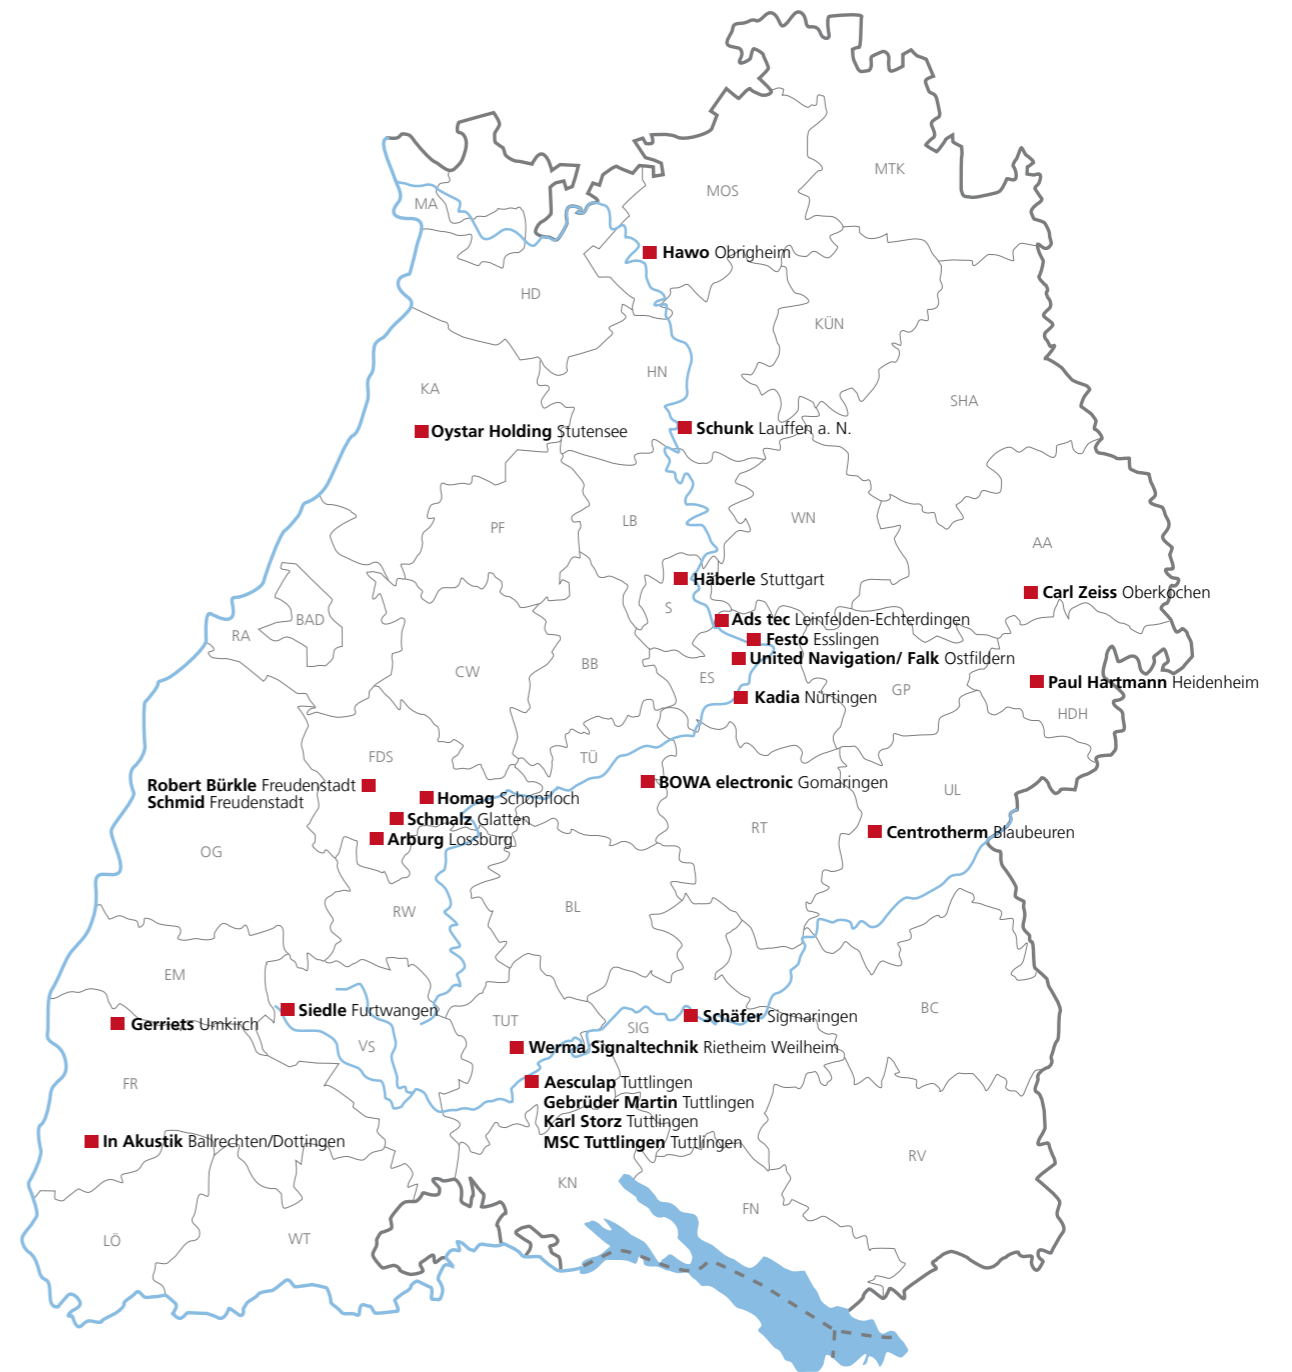 MTK
MOS
MA
Hawo Obrigheim
HD
KÜN
HN
KA
SHA
Oystar Holding Stutensee
Schunk Lauffen a. N.
PF
LB
WN
AA
Häberle Stuttgart
Carl Zeiss Oberkochen
S
BAD
Ads tec Leinfelden-Echterdingen
RA
Festo Esslingen
United Navigation/ Falk Ostfildern
BB
CW
ES
Paul Hartmann Heidenheim
GP
Kadia Nürtingen
HDH
FDS
TÜ
Robert Bürkle Freudenstadt
BOWA electronic Gomaringen
UL
Schmid Freudenstadt
Homag Schopfloch
Schmalz Glatten
RT
Centrotherm Blaubeuren
Arburg Lossburg
OG
RW
BL
EM
BC
Siedle Furtwangen
Schäfer Sigmaringen
Gerriets Umkirch
TUT
SIG
VS
Werma Signaltechnik Rietheim Weilheim
FR
Aesculap Tuttlingen
Gebrüder Martin Tuttlingen
Karl Storz Tuttlingen
In Akustik Ballrechten/Dottingen
MSC Tuttlingen Tuttlingen
RV
KN
FN
LÖ
WT